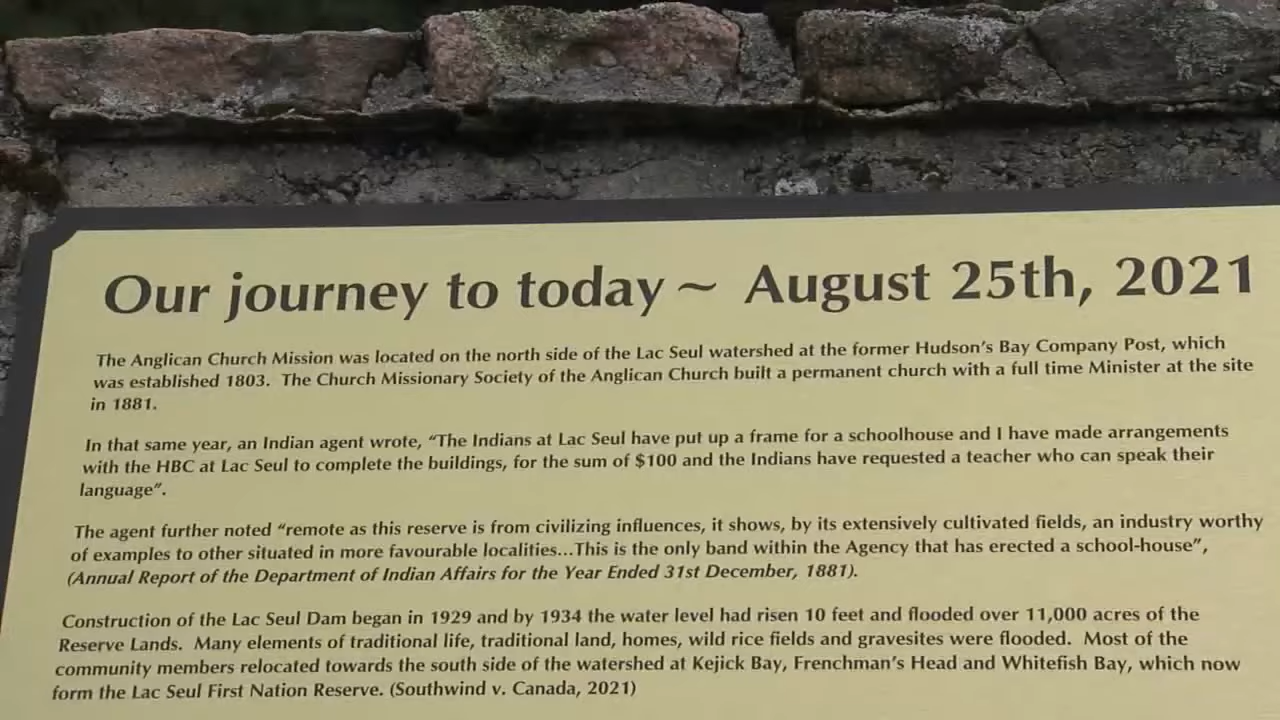 Our journey to today ~ August 25th, 2021
The Anglican Church Mission was located on the north side of the Lac Seul watershed at the former Hudson's Bay Company Post, which
was established 1803. The Church Missionary Society of the Anglican Church built a permanent church with a full time Minister at the site
in 1881.
In that same year, an Indian agent wrote, “The Indians at Lac Seul have put up a frame for a schoolhouse and I have made arrangements
with the HBC at Lac Seul to complete the buildings, for the sum of $100 and the Indians have requested a teacher who can speak their
language”.
The agent further noted “remote as this reserve is from civilizing influences, it shows, by its extensively cultivated fields, an industry worthy
of examples to other situated in more favourable localities...This is the only band within the Agency that has erected a school-house”,
(Annual Report of the Department of Indian Affairs for the Year Ended 31st December, 1881).
Construction of the Lac Seul Dam began in 1929 and by 1934 the water level had risen 10 feet and flooded over 11,000 acres of the
Reserve Lands. Many elements of traditional life, traditional land, homes, wild rice fields and gravesites were flooded. Most of the
community members relocated towards the south side of the watershed at Kejick Bay, Frenchman's Head and Whitefish Bay, which now
form the Lac Seul First Nation Reserve. (Southwind v. Canada, 2021)